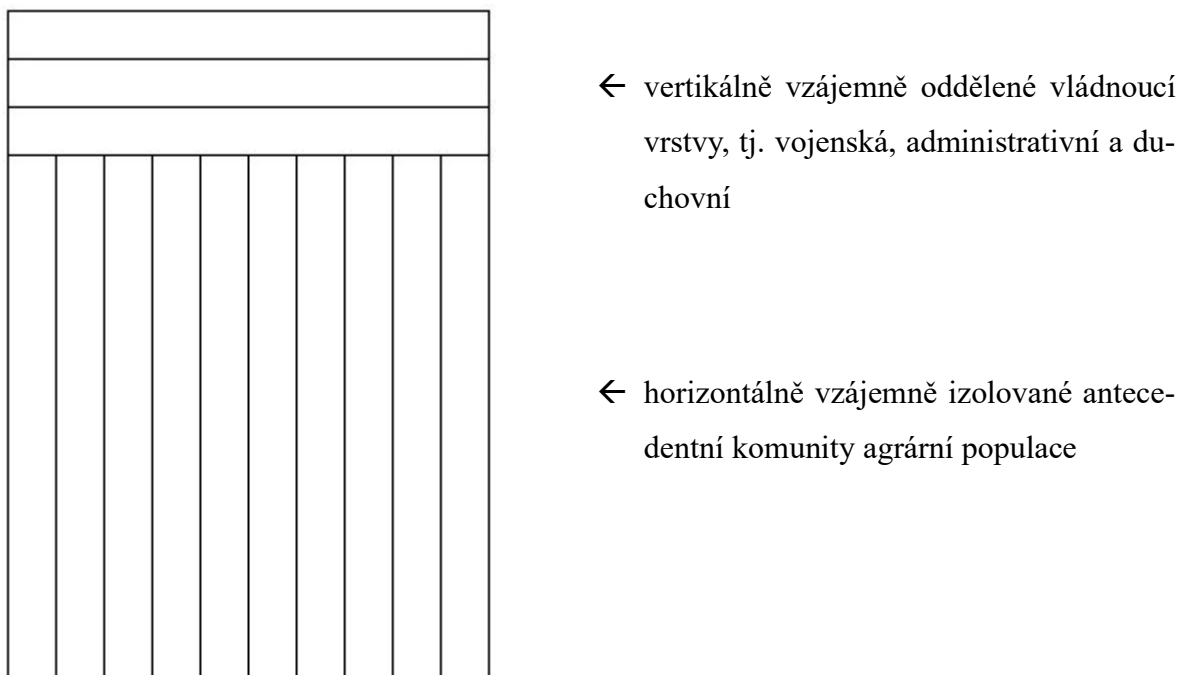 ← vertikálně vzájemně oddělené vládnoucí
vrstvy, tj. vojenská, administrativní a du-
chovní
← horizontálně vzájemně izolované antece-
dentní komunity agrární populace